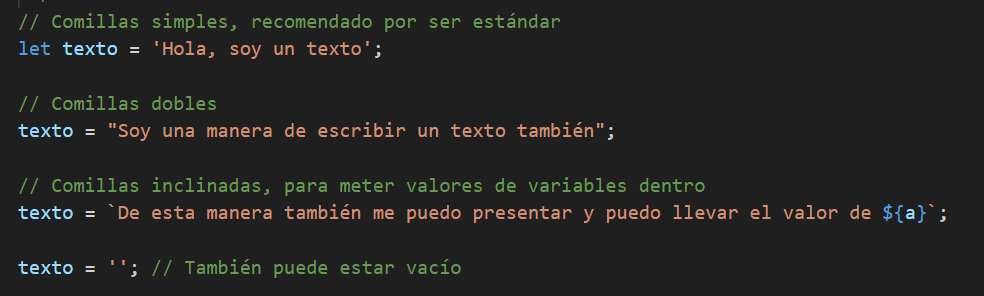 // Comillas simples, recomendado por ser estándar
let texto = 'Hola, soy un texto';
// Comillas dobles
texto = "Soy una manera de escribir un texto también";
// Comillas inclinadas, para meter valores de variables dentro
texto = `De esta manera también me puedo presentar y puedo llevar el valor de ${a}`;
texto = ''; // También puede estar vacío